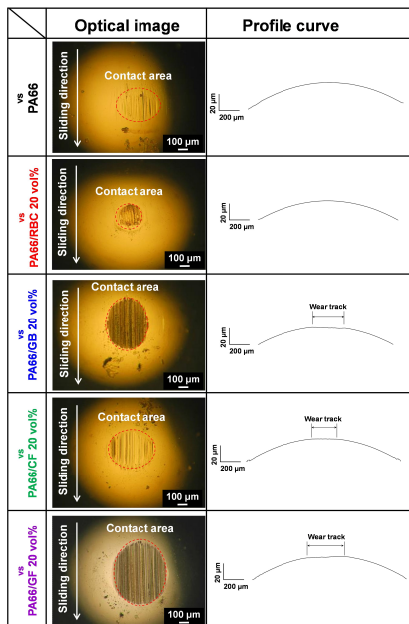 Optical image
Profile curve
vs
PA66
Sliding direction
Contact area
100 µm
20 µm
200 µm
vs
PA66/RBC 20 vol%
Sliding direction
Contact area
100 µm
20 µm
200 µm
vs
PA66/GB 20 vol%
Sliding direction
Contact area
100 µm
Wear track
20 µm
200 µm
vs
PA66/CF 20 vol%
Sliding direction
Contact area
100 µm
Wear track
20 µm
200 µm
vs
PA66/GF 20 vol%
Sliding direction
Contact area
100 µm
Wear track
20 µm
200 µm